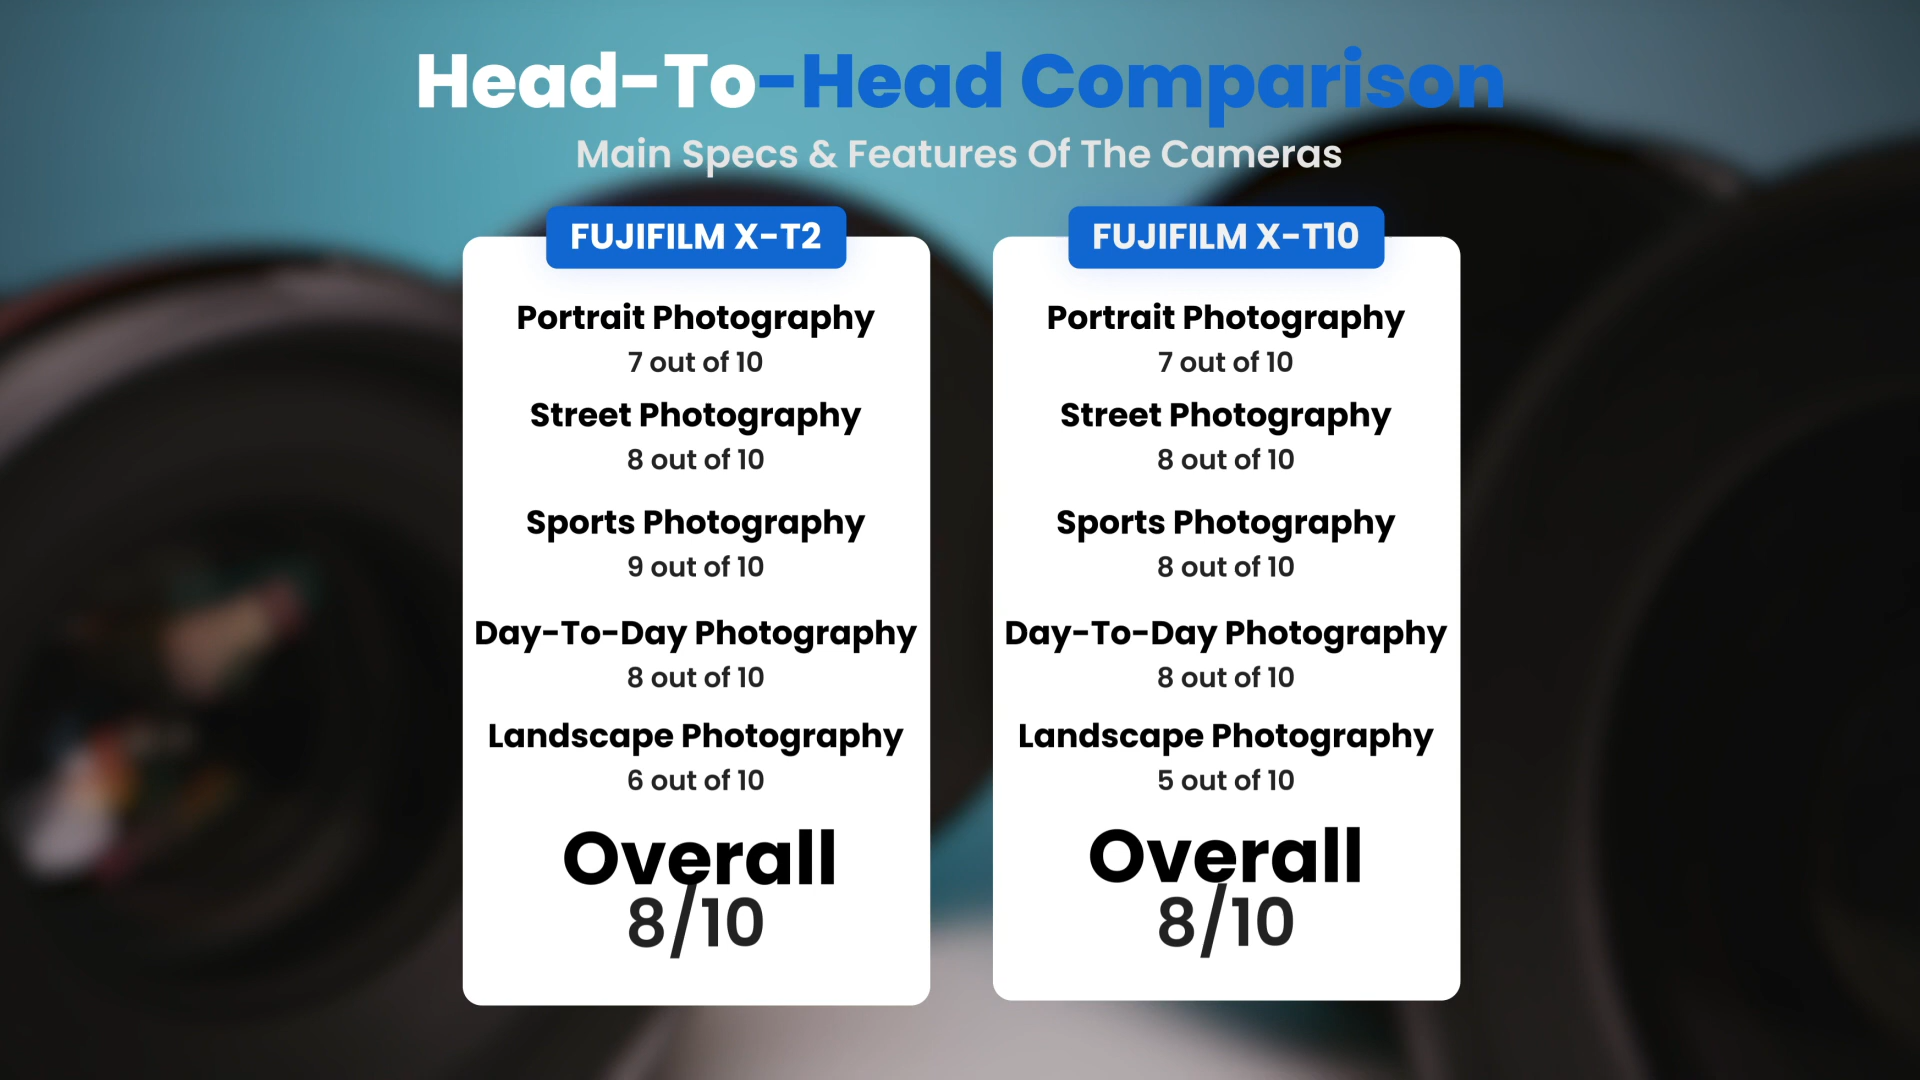 Head-To-Head Comparison
Main Specs & Features Of The Cameras
FUJIFILM X-T2
Portrait Photography
7 out of 10
Street Photography
8 out of 10
Sports Photography
9 out of 10
Day-To-Day Photography
8 out of 10
Landscape Photography
6 out of 10
Overall
8/10
FUJIFILM X-T10
Portrait Photography
7 out of 10
Street Photography
8 out of 10
Sports Photography
8 out of 10
Day-To-Day Photography
8 out of 10
Landscape Photography
5 out of 10
Overall
8/10